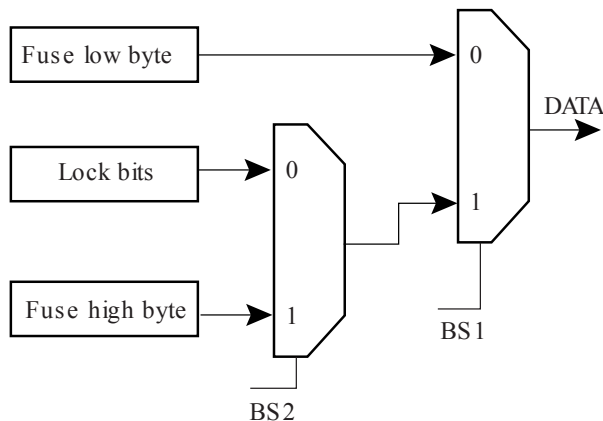 Fuse low byte
0
DATA
Lock bits
0
1
Fuse high byte
1
BS1
BS2